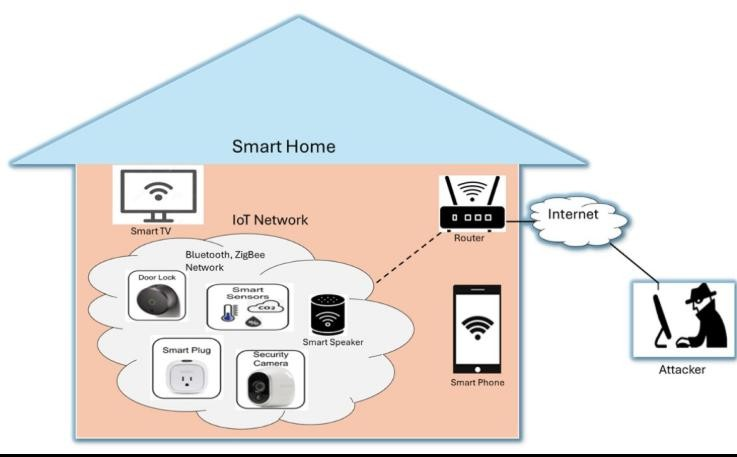 Smart Home
Smart TV
IoT Network
Router
Internet
Bluetooth, ZigBee
Network
Door Lock
Smart
Sensors
CO2
Smart Speaker
Smart Plug
Security
Camera
Smart Phone
Attacker